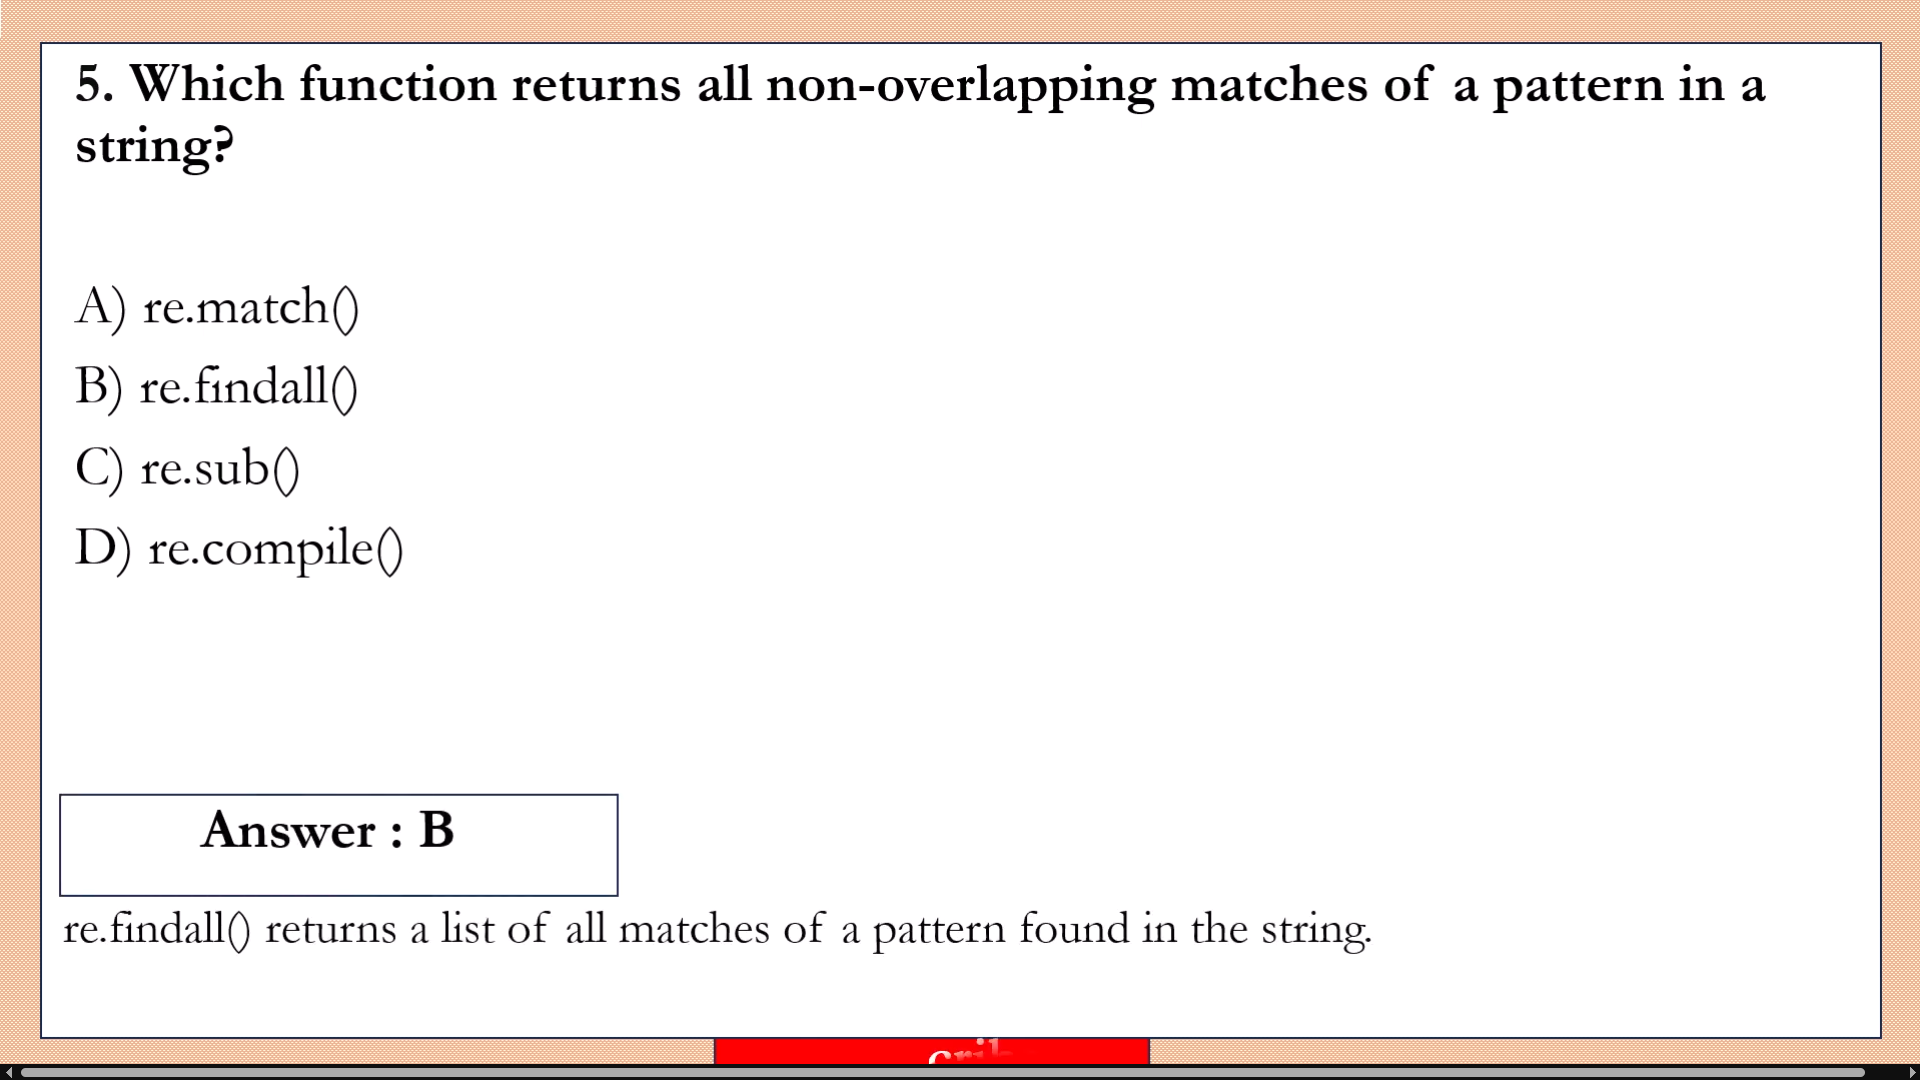 5. Which function returns all non-overlapping matches of a pattern in a
string?
A) re.match()
B) re.findall()
C) re.sub()
D) re.compile()
Answer : B
re.findall() returns a list of all matches of a pattern found in the string.